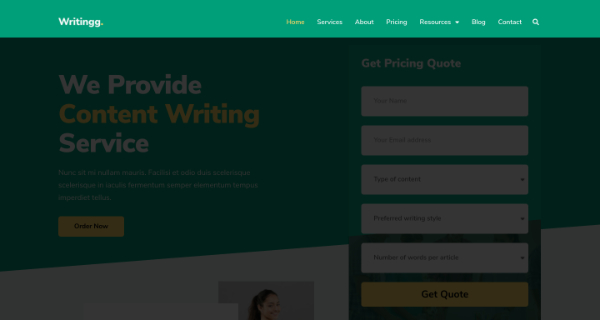 Writingg.
Home Services About Pricing Resources Blog Contact
We Provide
Content Writing
Service
Nunc sit mi nullam mauris. Facilisi et odio duis scelerisque
scelerisque in iaculis fermentum semper elementum tempus
imperdiet tellus.
Order Now
Get Pricing Quote
Your Name
Your Email address
Type of content
Preferred writing style
Number of words per article
Get Quote